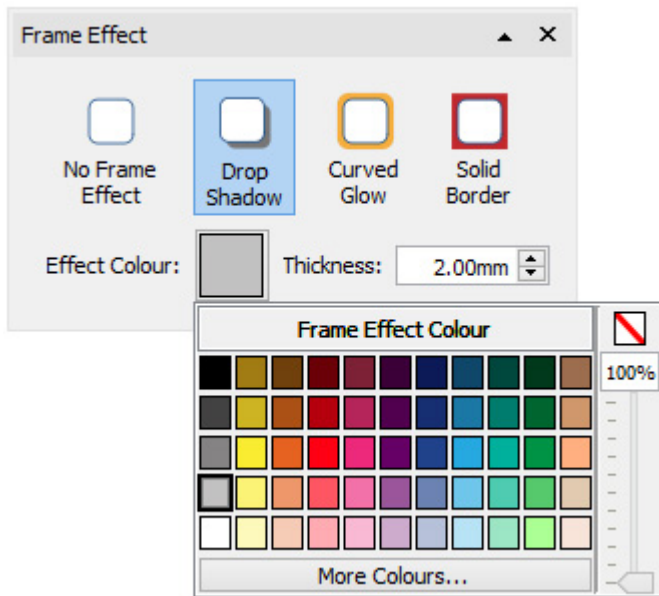 Frame Effect
No Frame
Effect
Drop
Shadow
Curved
Glow
Solid
Border
Effect Colour:
Thickness:
2.00mm
Frame Effect Colour
100%
More Colours...